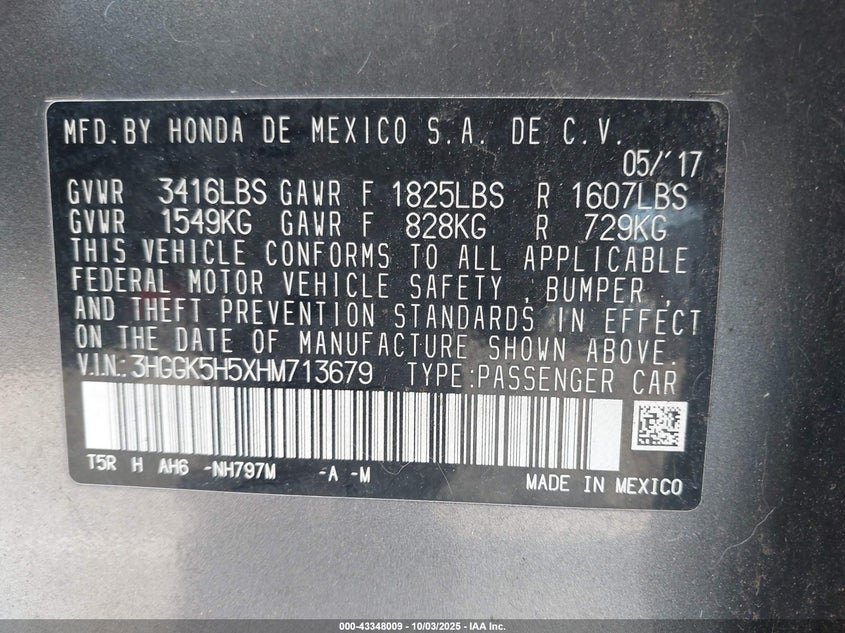 MFD.BY HONDA DE MEXICO S.A. DE C.V.
05/'17
GVWR 3416LBS GAWR F 1825LBS R 1607LBS
GVWR 1549KG GAWR F 828KG R 729KG
THIS VEHICLE CONFORMS TO ALL APPLICABLE
FEDERAL MOTOR VEHICLE SAFETY , BUMPER ,
AND THEFT PREVENTION STANDARDS IN EFFECT
ON THE DATE OF MANUFACTURE SHOWN ABOVE.
V.I.N.: 3HGGK5H5XHM713679 TYPE:PASSENGER CAR
T5R H AH6 -NH797M -A -M
MADE IN MEXICO
000-43348009 - 10/03/2025 - IAA Inc.